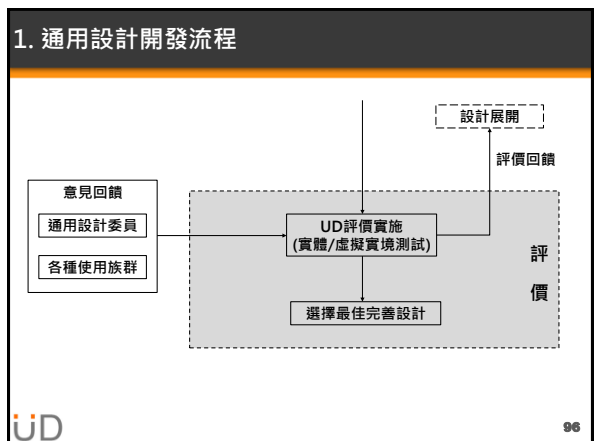 1. 通用設計開發流程
設計展開
評價回饋
意見回饋
通用設計委員
各種使用族群
UD評價實施
(實體/虛擬實境測試)
評
價
選擇最佳完善設計
UD
96